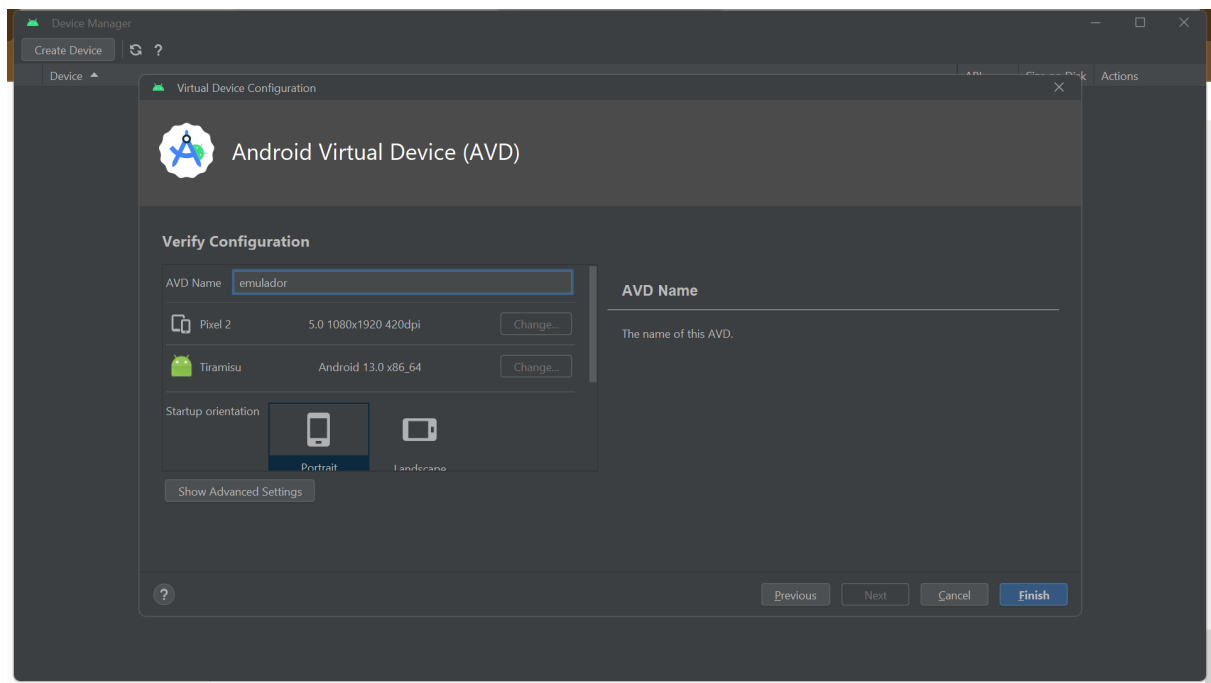 Device Manager
Create Device ?
Device Actions
Virtual Device Configuration
Android Virtual Device (AVD)
Verify Configuration
AVD Name emulador
Pixel 2 5.0 1080x1920 420dpi Change...
Tiramisu Android 13.0 x86_64 Change...
Startup orientation
Portrait Landscape
Show Advanced Settings
AVD Name
The name of this AVD.
? Previous Next Cancel Finish